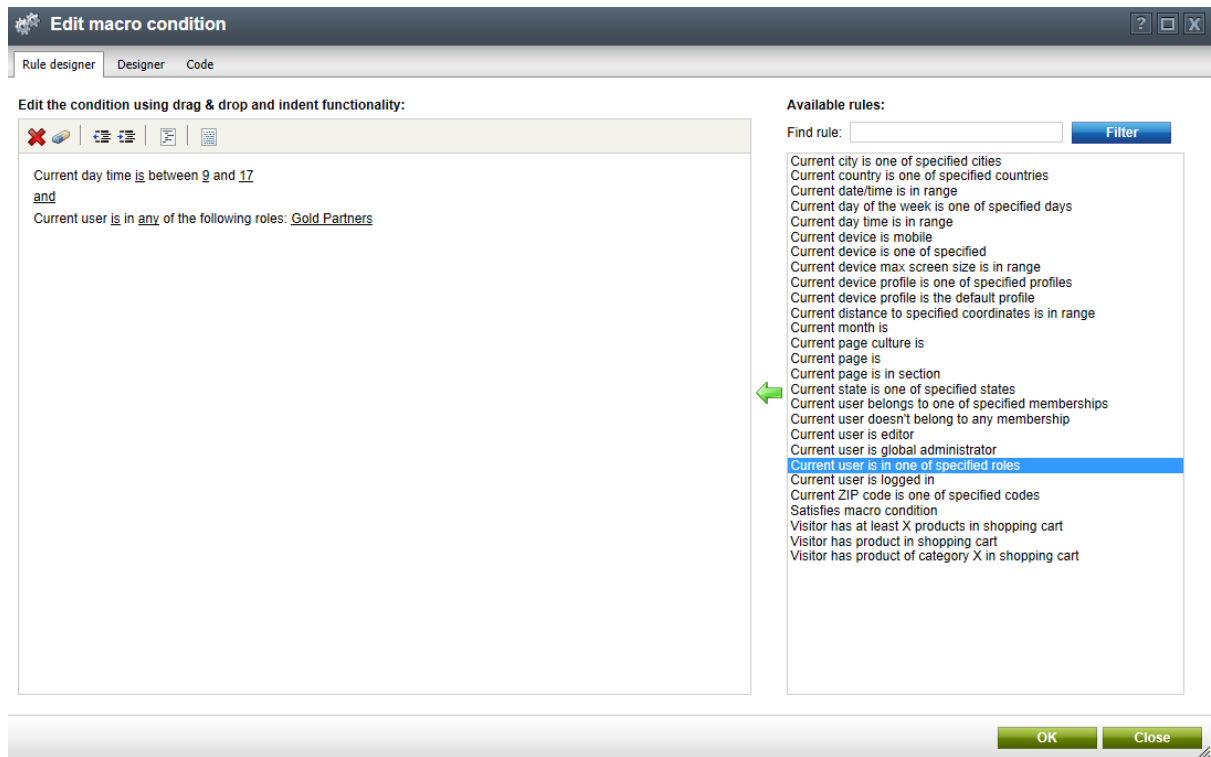 Edit macro condition
? X
Rule designer Designer Code
Edit the condition using drag & drop and indent functionality:
Current day time is between 9 and 17
and
Current user is in any of the following roles: Gold Partners
Available rules:
Find rule: Filter
Current city is one of specified cities
Current country is one of specified countries
Current date/time is in range
Current day of the week is one of specified days
Current day time is in range
Current device is mobile
Current device is one of specified
Current device max screen size is in range
Current device profile is one of specified profiles
Current device profile is the default profile
Current distance to specified coordinates is in range
Current month is
Current page culture is
Current page is
Current page is in section
Current state is one of specified states
Current user belongs to one of specified memberships
Current user doesn't belong to any membership
Current user is editor
Current user is global administrator
Current user is in one of specified roles
Current user is logged in
Current ZIP code is one of specified codes
Satisfies macro condition
Visitor has at least X products in shopping cart
Visitor has product in shopping cart
Visitor has product of category X in shopping cart
OK Close